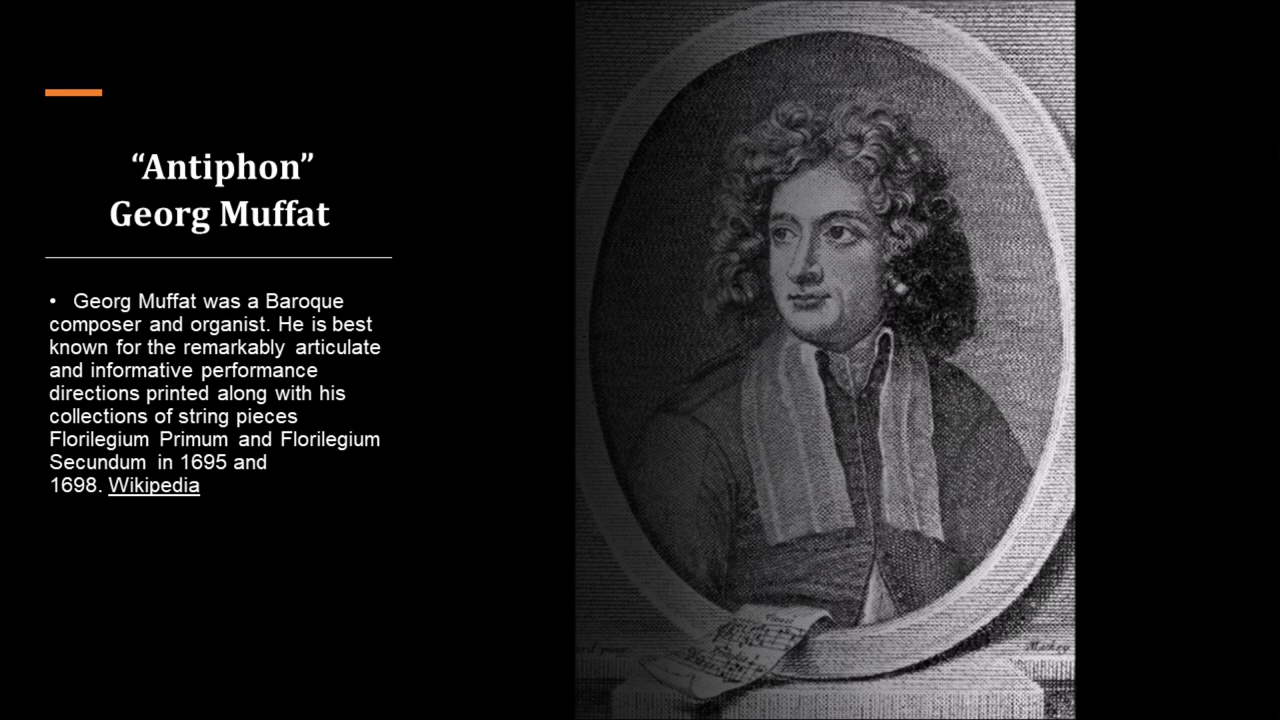 “Antiphon”
Georg Muffat
• Georg Muffat was a Baroque
composer and organist. He is best
known for the remarkably articulate
and informative performance
directions printed along with his
collections of string pieces
Florilegium Primum and Florilegium
Secundum in 1695 and
1698. Wikipedia